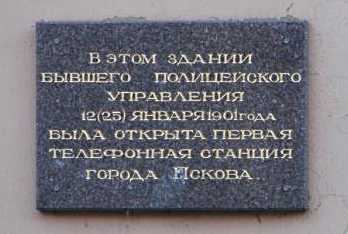 В ЭТОМ ЗДАНИИ
БЫВШЕГО ПОЛИЦЕЙСКОГО
УПРАВЛЕНИЯ
12(25) ЯНВАРЯ 1901 ГОДА
БЫЛА ОТКРЫТА ПЕРВАЯ
ТЕЛЕФОННАЯ СТАНЦИЯ
ГОРОДА ПСКОВА.